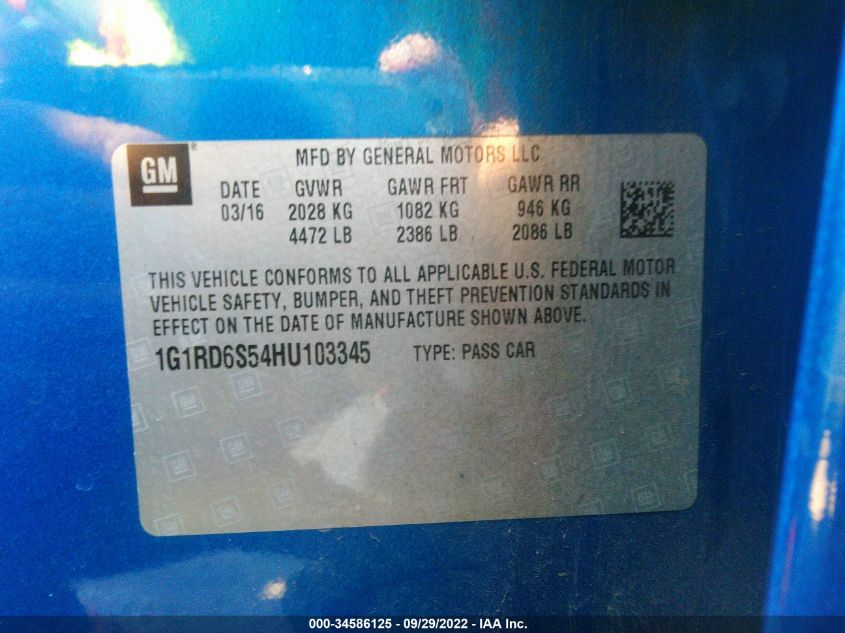 GM ®
MFD BY GENERAL MOTORS LLC
DATE GVWR GAWR FRT GAWR RR
03/16 2028 KG 1082 KG 946 KG
4472 LB 2386 LB 2086 LB
THIS VEHICLE CONFORMS TO ALL APPLICABLE U.S. FEDERAL MOTOR
VEHICLE SAFETY, BUMPER, AND THEFT PREVENTION STANDARDS IN
EFFECT ON THE DATE OF MANUFACTURE SHOWN ABOVE.
1G1RD6S54HU103345 TYPE: PASS CAR
000-34586125 - 09/29/2022 - IAA Inc.